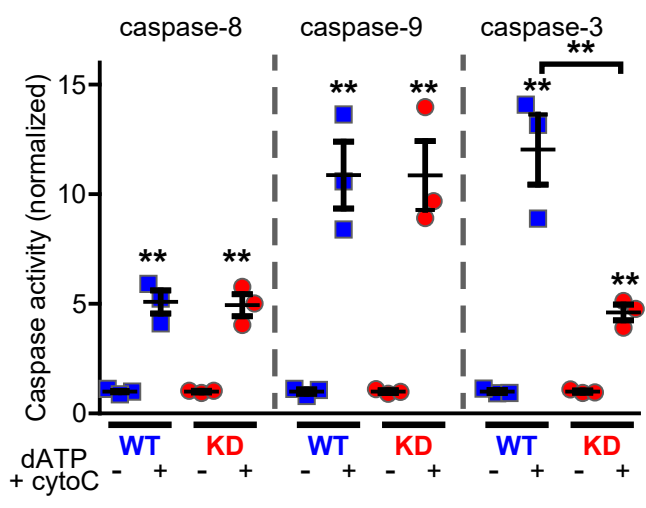 caspase-8 caspase-9 caspase-3
**
** ** **
** ** **
Caspase activity (normalized)
15
10
5
0
WT KD WT KD WT KD
dATP
+ cytoC
- + - + - + - + - + - +